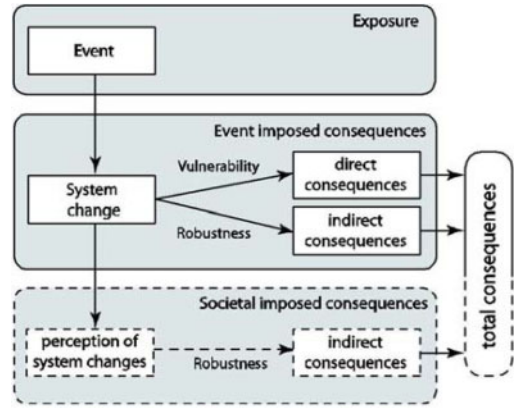 Exposure
Event
Event imposed consequences
Vulnerability
direct
consequences
System
change
Robustness
indirect
consequences
total consequences
Societal imposed consequences
perception of
system changes
Robustness
indirect
consequences